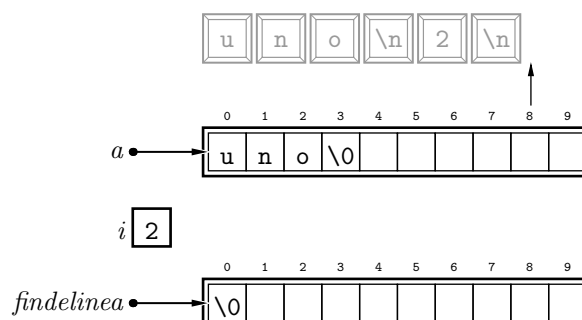 u n o \n 2 \n
0 1 2 3 4 5 6 7 8 9
a u n o \0
i 2
0 1 2 3 4 5 6 7 8 9
findelinea \0